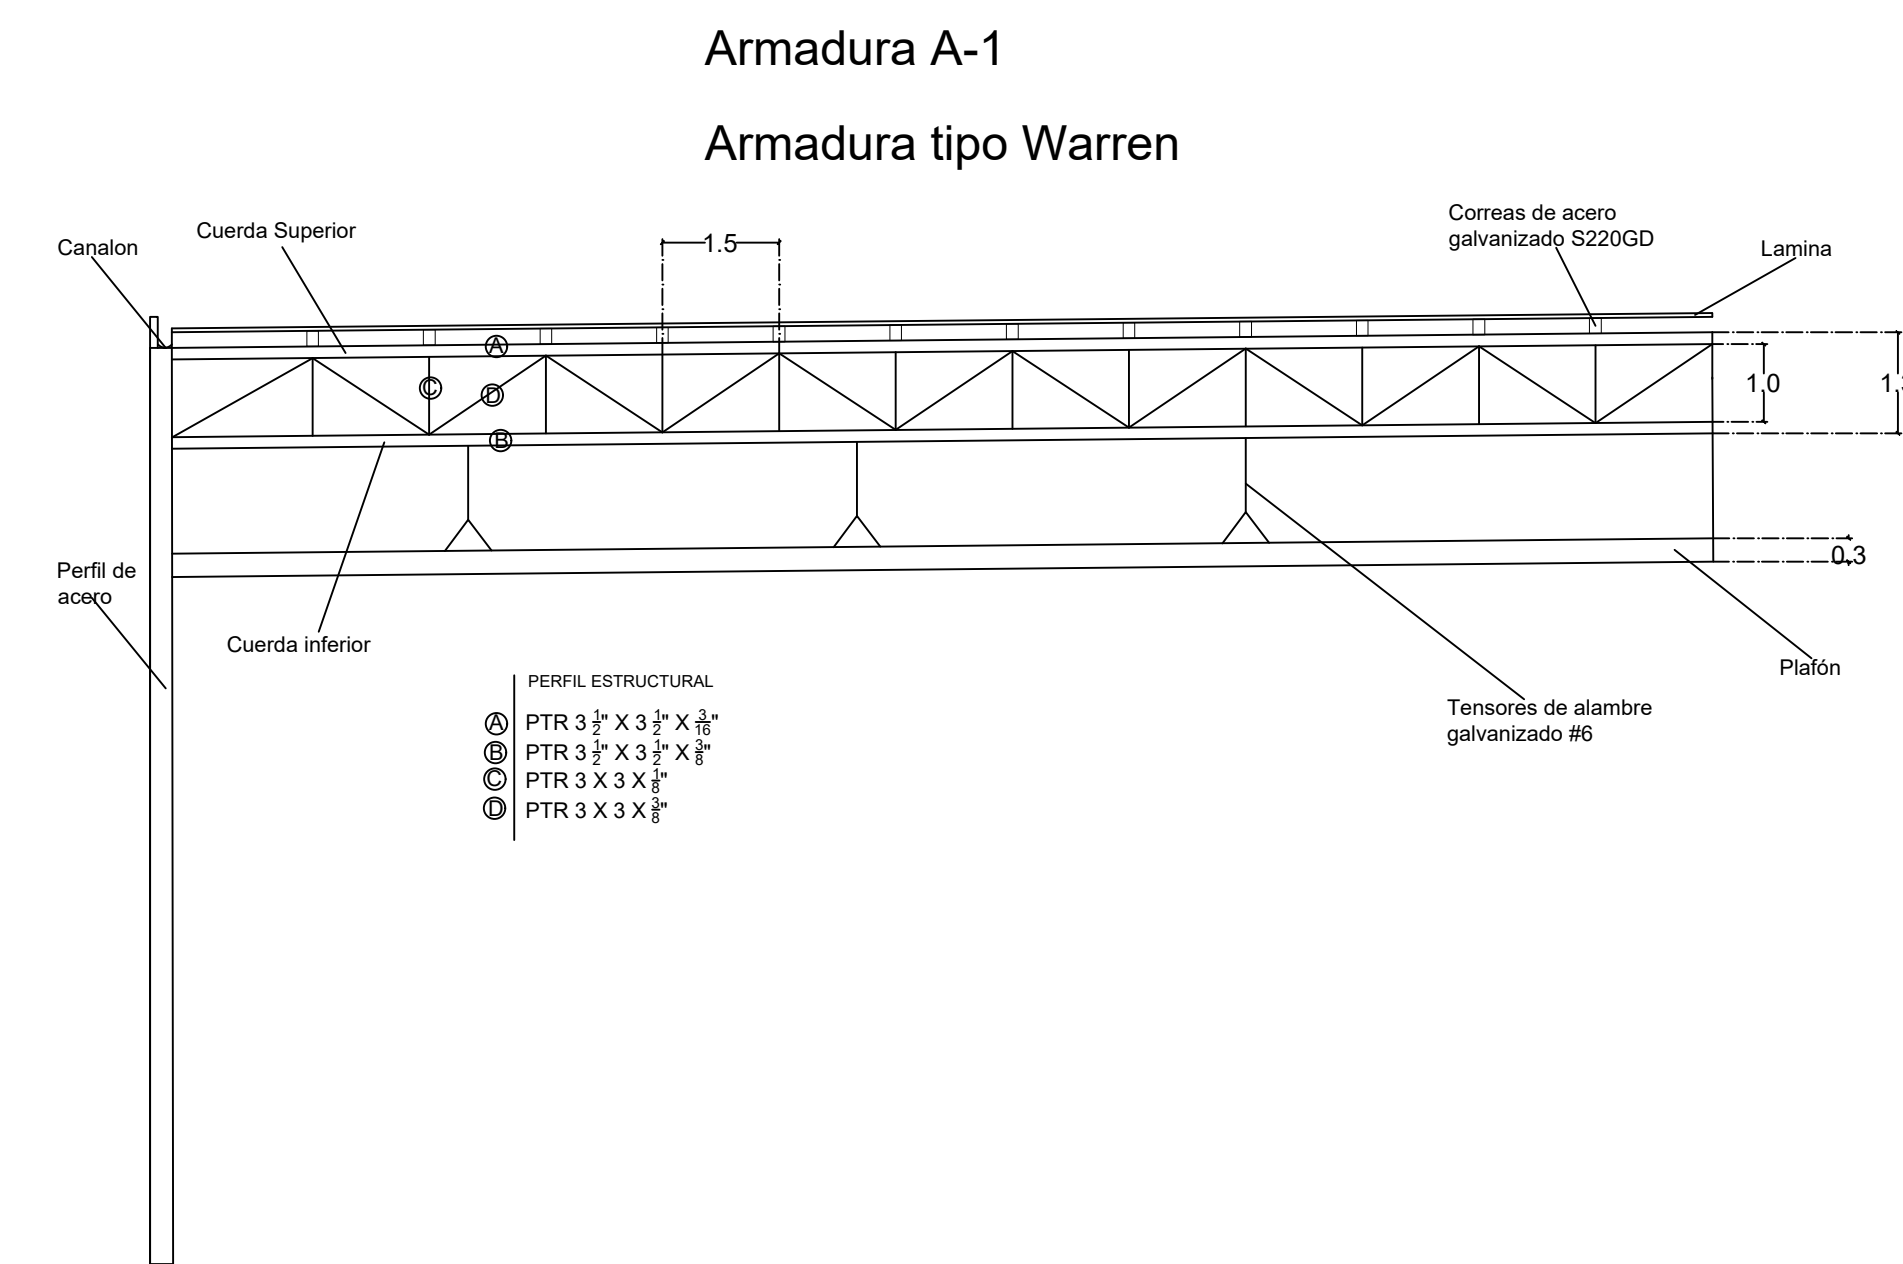 Armadura A-1
Armadura tipo Warren
Correas de acero
galvanizado S220GD
Cuerda Superior
Canalon
1.5
Lamina
A
C
D
B
1.0
0.3
Perfil de
acero
Cuerda inferior
Plafón
PERFIL ESTRUCTURAL
A PTR 3 1/2" X 3 1/2" X 3/16"
B PTR 3 1/2" X 3 1/2" X 3/8"
C PTR 3 X 3 X 1/8"
D PTR 3 X 3 X 3/8"
Tensores de alambre
galvanizado #6